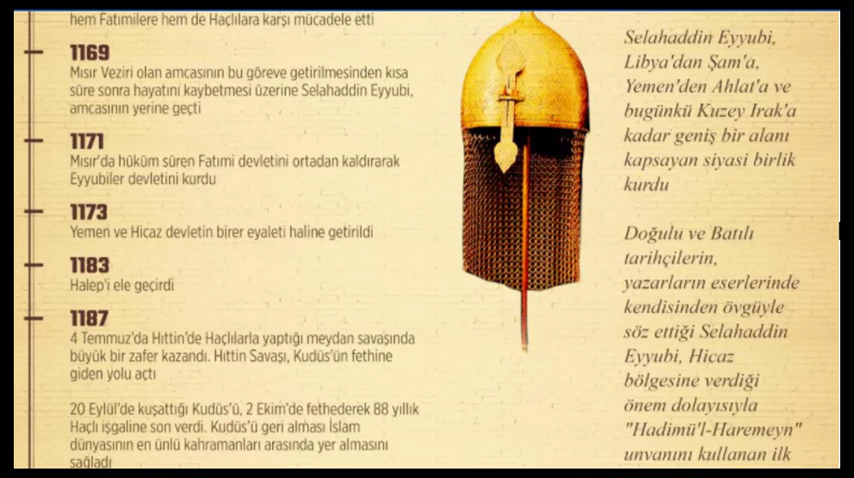 hem Fatımilere hem de Haçlılara karşı mücadele etti
1169
Mısır Veziri olan amcasının bu göreve getirilmesinden kısa
süre sonra hayatını kaybetmesi üzerine Selahaddin Eyyubi,
amcasının yerine geçti
1171
Mısır'da hüküm süren Fatımi devletini ortadan kaldırarak
Eyyubiler devletini kurdu
1173
Yemen ve Hicaz devletin birer eyaleti haline getirildi
1183
Halep'i ele geçirdi
1187
4 Temmuz'da Hıttin'de Haçlılarla yaptığı meydan savaşında
büyük bir zafer kazandı. Hıttin Savaşı, Kudüs'ün fethine
giden yolu açtı
20 Eylül'de kuşattığı Kudüs'ü, 2 Ekim'de fethederek 88 yıllık
Haçlı işgaline son verdi. Kudüs'ü geri alması İslam
dünyasının en ünlü kahramanları arasında yer almasını
sağladı
Selahaddin Eyyubi,
Libya'dan Şam'a,
Yemen'den Ahlat'a ve
bugünkü Kuzey Irak'a
kadar geniş bir alanı
kapsayan siyasi birlik
kurdu
Doğulu ve Batılı
tarihçilerin,
yazarların eserlerinde
kendisinden övgüyle
söz ettiği Selahaddin
Eyyubi, Hicaz
bölgesine verdiği
önem dolayısıyla
"Hadimü'l-Haremeyn"
unvanını kullanan ilk